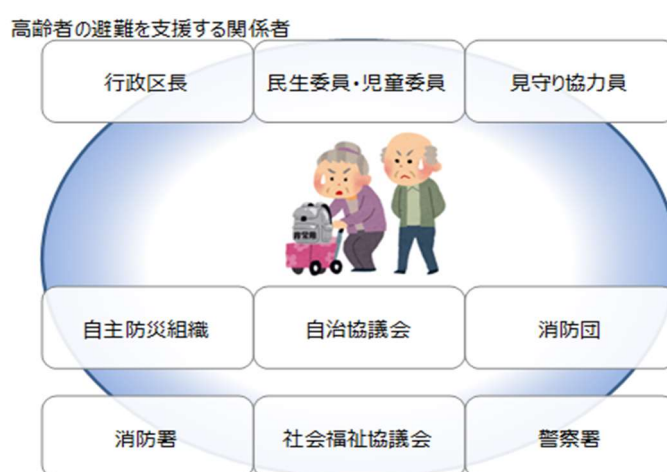 高齢者の避難を支援する関係者
行政区長
民生委員・児童委員
見守り協力員
非常用
自主防災組織
自治協議会
消防団
消防署
社会福祉協議会
警察署